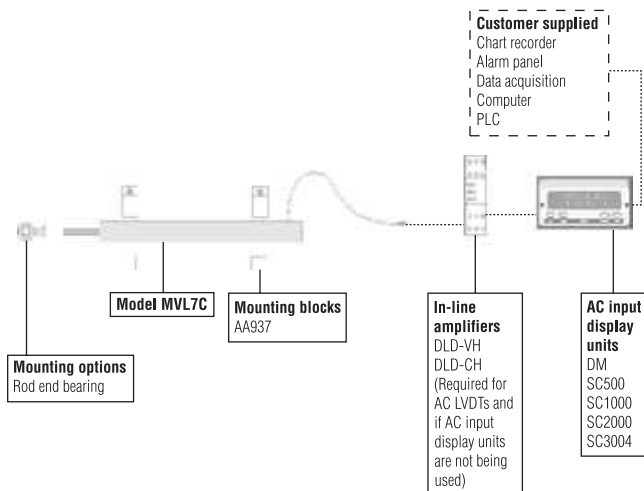 Customer supplied
Chart recorder
Alarm panel
Data acquisition
Computer
PLC
Model MVL7C
Mounting blocks
AA937
Mounting options
Rod end bearing
In-line
amplifiers
DLD-VH
DLD-CH
(Required for
AC LVDTs and
if AC input
display units
are not being
used)
AC input
display
units
DM
SC500
SC1000
SC2000
SC3004